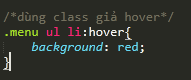 /*dùng class giả hover*/
.menu ul li:hover{
background: red;
}